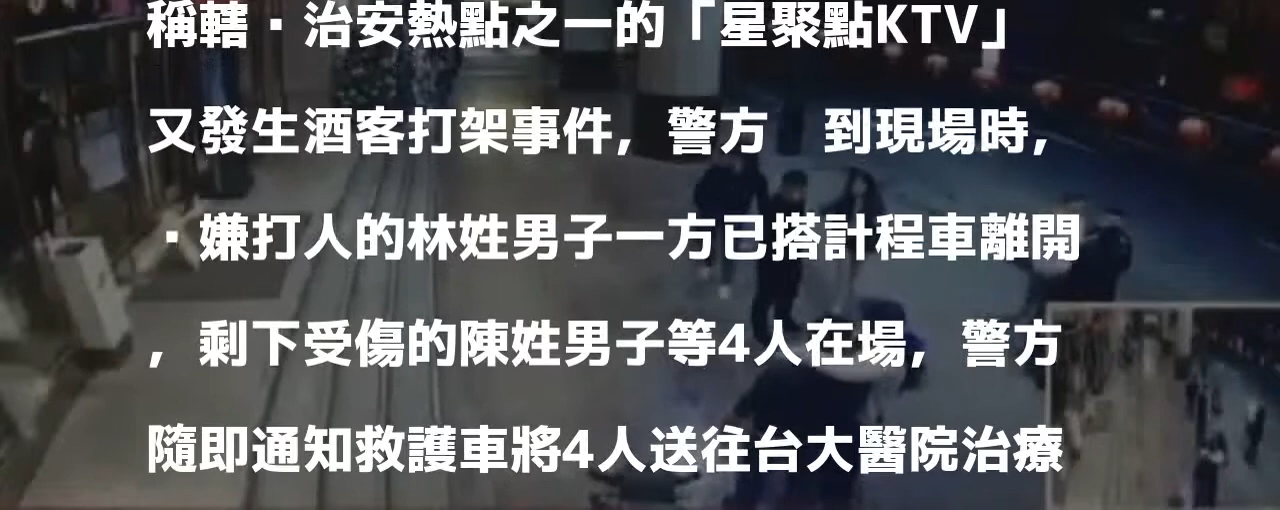 稱轄·治安熱點之一的「星聚點KTV」
又發生酒客打架事件，警方　到現場時，
·嫌打人的林姓男子一方已搭計程車離開
，剩下受傷的陳姓男子等4人在場，警方
隨即通知救護車將4人送往台大醫院治療